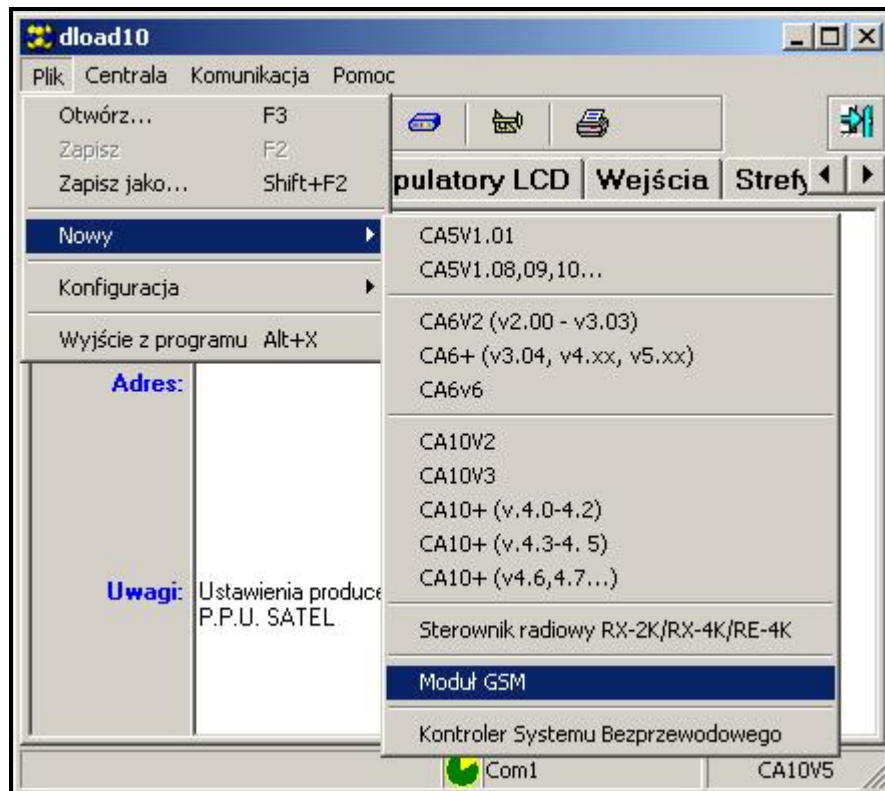 dload10
Plik Centrala Komunikacja Pomoc
Otwórz... F3
Zapisz F2
Zapisz jako... Shift+F2
Nowy
Konfiguracja
Wyjście z programu Alt+X
pulatory LCD Wejścia Strefy
CA5V1.01
CA5V1.08,09,10...
CA6V2 (v2.00 - v3.03)
CA6+ (v3.04, v4.xx, v5.xx)
CA6v6
CA10V2
CA10V3
CA10+ (v.4.0-4.2)
CA10+ (v.4.3-4. 5)
CA10+ (v4.6,4.7...)
Sterownik radiowy RX-2K/RX-4K/RE-4K
Moduł GSM
Kontroler Systemu Bezprzewodowego
Adres:
Uwagi: Ustawienia produce
P.P.U. SATEL
Com1 CA10V5